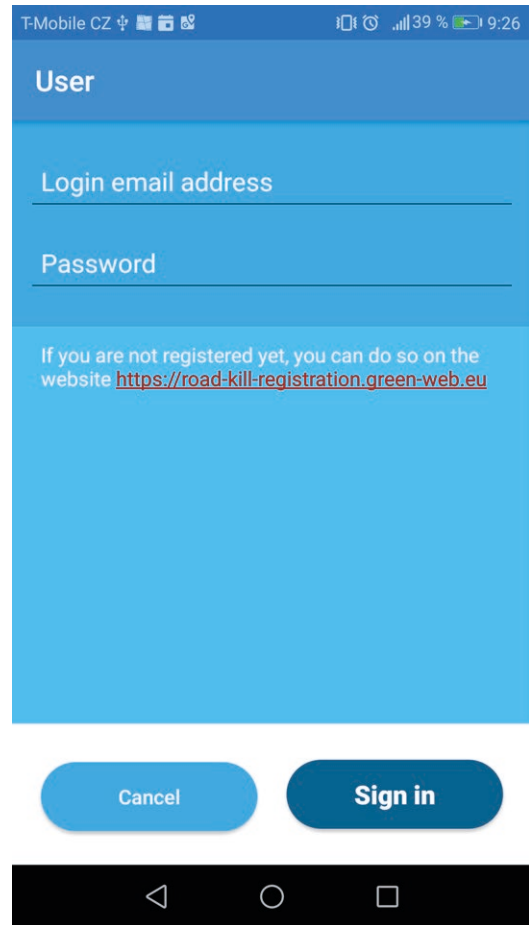 T-Mobile CZ 39 % 9:26
User
Login email address
Password
If you are not registered yet, you can do so on the
website https://road-kill-registration.green-web.eu
Cancel Sign in